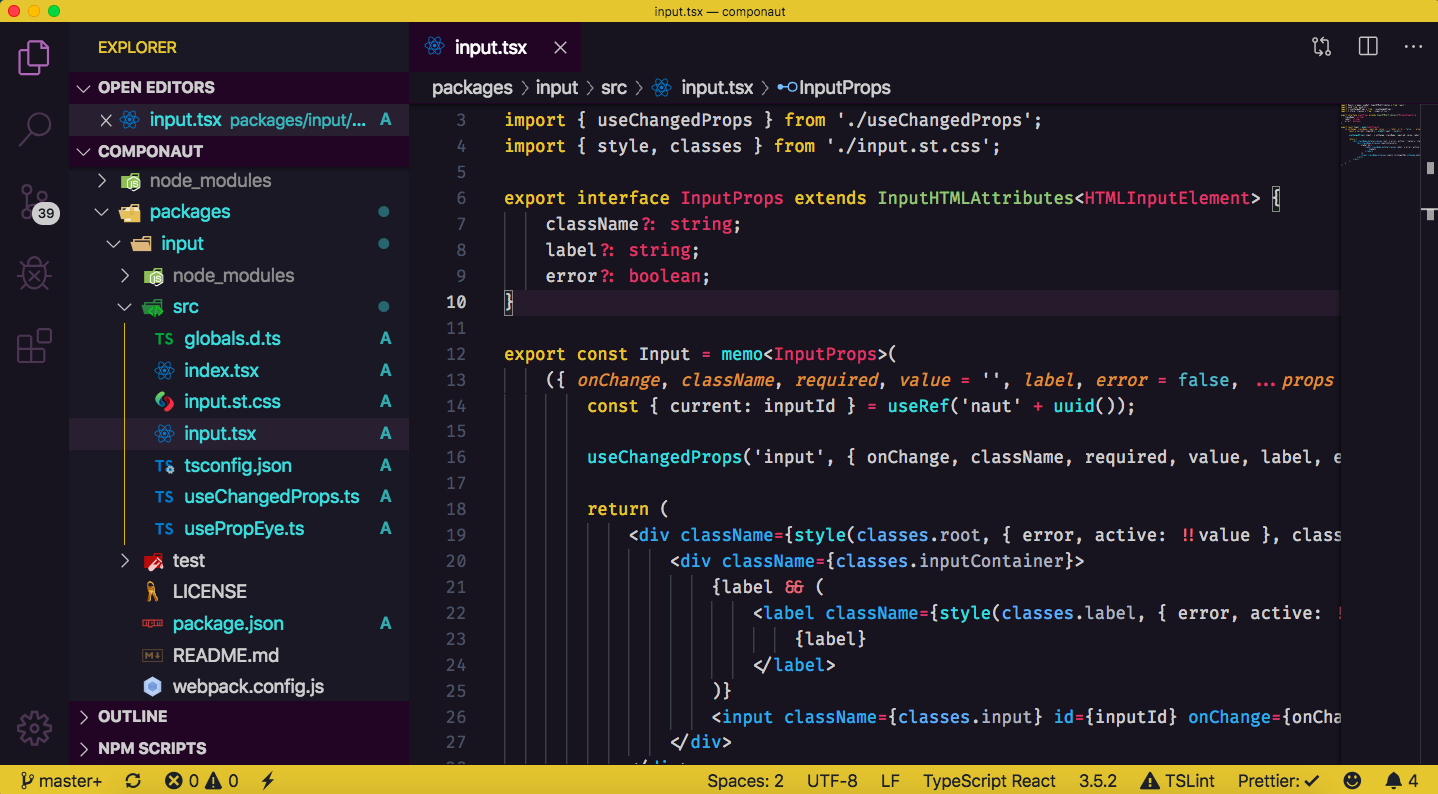 input.tsx — componaut
EXPLORER
OPEN EDITORS
input.tsx packages/input/... A
COMPONAUT
node_modules
packages
input
node_modules
src
TS globals.d.ts A
index.tsx A
input.st.css A
input.tsx A
TS tsconfig.json A
TS useChangedProps.ts A
TS usePropEye.ts A
test
LICENSE
npm package.json A
M↓ README.md
webpack.config.js
OUTLINE
NPM SCRIPTS
39
input.tsx
packages > input > src > input.tsx > InputProps
3 import { useChangedProps } from './useChangedProps';
4 import { style, classes } from './input.st.css';
5
6 export interface InputProps extends InputHTMLAttributes<HTMLInputElement> {
7 className?: string;
8 label?: string;
9 error?: boolean;
10 }
11
12 export const Input = memo<InputProps>(
13 ({ onChange, className, required, value = '', label, error = false, ...props
14 const { current: inputId } = useRef('naut' + uuid());
15
16 useChangedProps('input', { onChange, className, required, value, label, e
17
18 return (
19 <div className={style(classes.root, { error, active: !!value }, class
20 <div className={classes.inputContainer}>
21 {label && (
22 <label className={style(classes.label, { error, active: !
23 {label}
24 </label>
25 )}
26 <input className={classes.input} id={inputId} onChange={onCha
27 </div>
master+ 0 0 Spaces: 2 UTF-8 LF TypeScript React 3.5.2 TSLint Prettier: ✓ 4